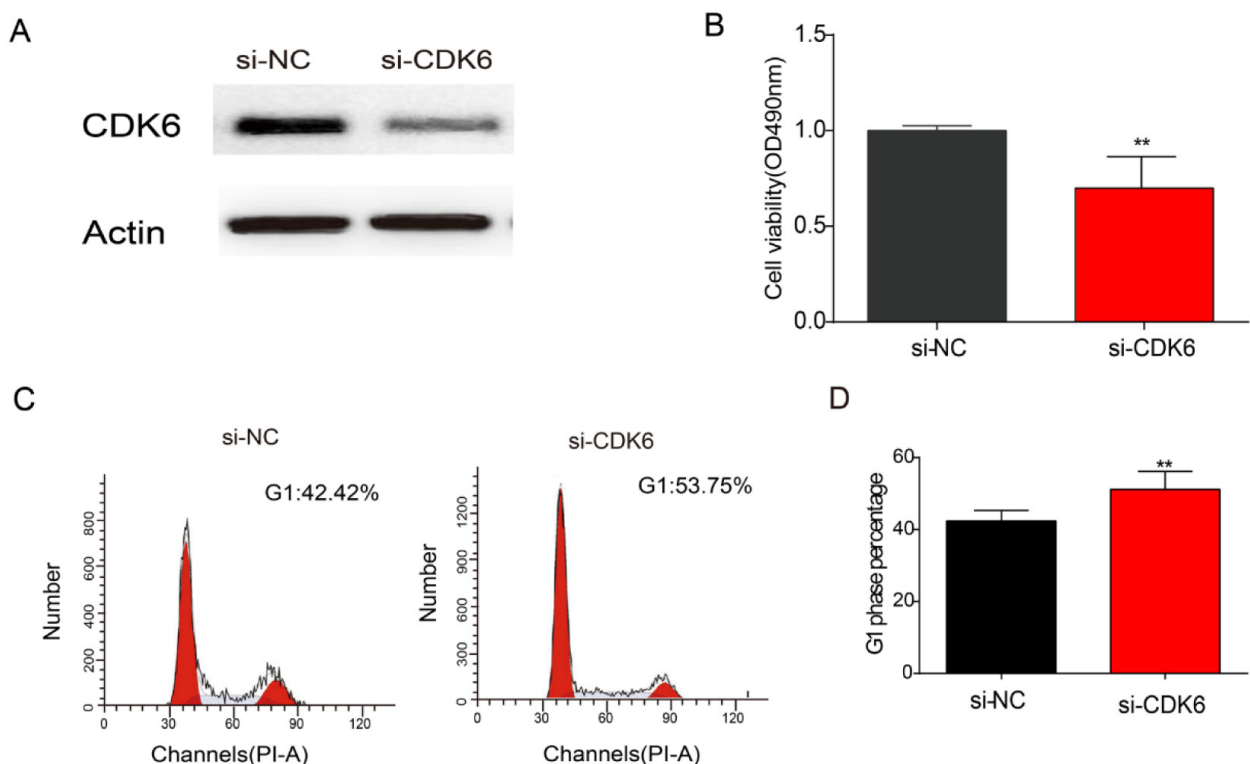 A
si-NC si-CDK6
CDK6
Actin
B
Cell viability(OD490nm)
1.5
1.0
0.5
0.0
**
si-NC si-CDK6
C
si-NC
G1:42.42%
Number
800
600
400
200
0
0 30 60 90 120
Channels(PI-A)
si-CDK6
G1:53.75%
Number
1200
900
600
300
0
0 30 60 90 120
Channels(PI-A)
D
G1 phase percentage
60
40
20
0
**
si-NC si-CDK6